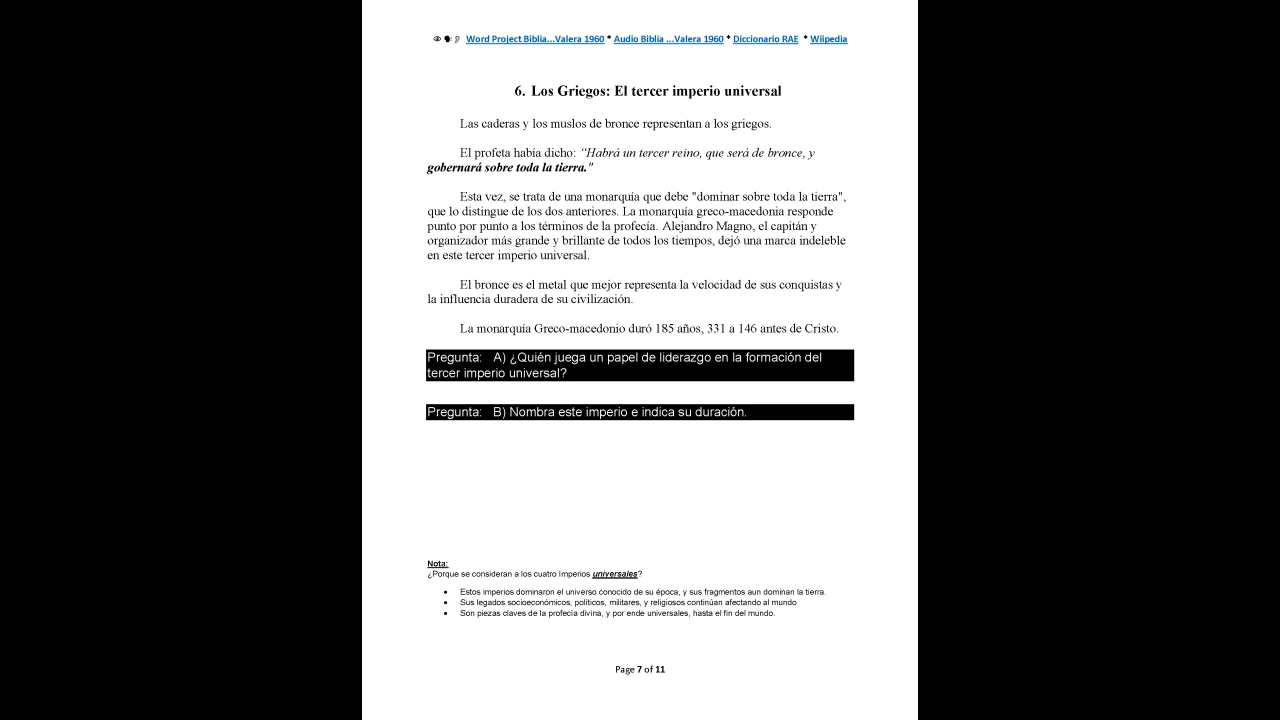 Word Project Biblia...Valera 1960 * Audio Biblia ...Valera 1960 * Diccionario RAE * Wiipedia
6. Los Griegos: El tercer imperio universal
Las caderas y los muslos de bronce representan a los griegos.
El profeta había dicho: “Habrá un tercer reino, que será de bronce, y
gobernará sobre toda la tierra."
Esta vez, se trata de una monarquía que debe "dominar sobre toda la tierra",
que lo distingue de los dos anteriores. La monarquía greco-macedonia responde
punto por punto a los términos de la profecía. Alejandro Magno, el capitán y
organizador más grande y brillante de todos los tiempos, dejó una marca indeleble
en este tercer imperio universal.
El bronce es el metal que mejor representa la velocidad de sus conquistas y
la influencia duradera de su civilización.
La monarquía Greco-macedonio duró 185 años, 331 a 146 antes de Cristo.
Pregunta: A) ¿Quién juega un papel de liderazgo en la formación del
tercer imperio universal?
Pregunta: B) Nombra este imperio e indica su duración.
Nota:
¿Porque se consideran a los cuatro Imperios universales?
• Estos imperios dominaron el universo conocido de su época, y sus fragmentos aun dominan la tierra.
• Sus legados socioeconómicos, políticos, militares, y religiosos continúan afectando al mundo
• Son piezas claves de la profecía divina, y por ende universales, hasta el fin del mundo.
Page 7 of 11